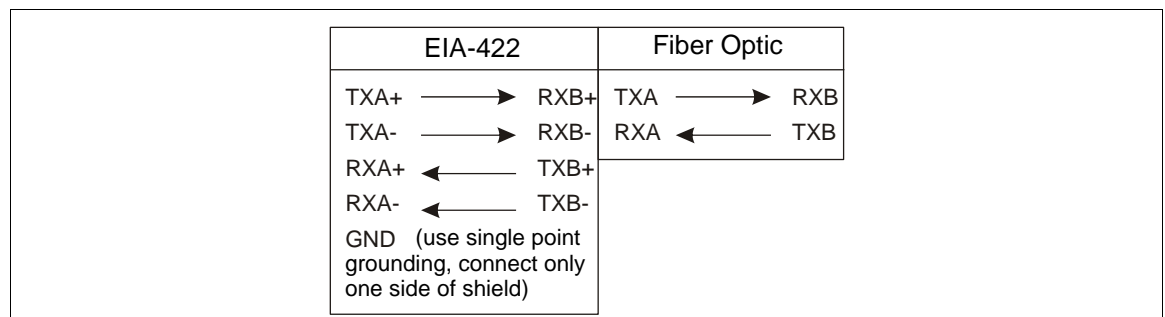 EIA-422
Fiber Optic
TXA+ RXB+
TXA- RXB-
RXA+ TXB+
RXA- TXB-
GND (use single point
grounding, connect only
one side of shield)
TXA RXB
RXA TXB